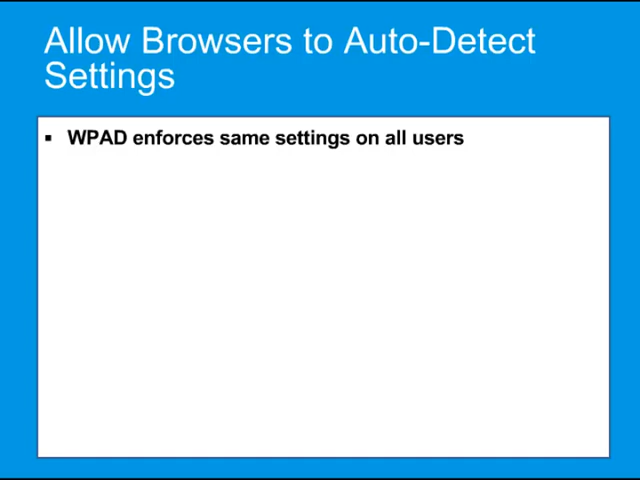 Allow Browsers to Auto-Detect
Settings
▪ WPAD enforces same settings on all users